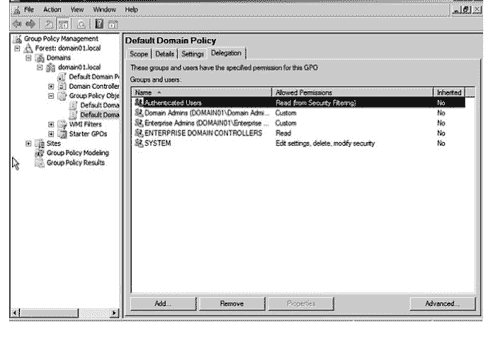 File Action View Window Help
Group Policy Management
Forest: domain01.local
Domains
domain01.local
Default Domain P
Domain Controller
Group Policy Obje
Default Doma
Default Doma
WMI Filters
Starter GPOs
Sites
Group Policy Modeling
Group Policy Results
Default Domain Policy
Scope Details Settings Delegation
These groups and users have the specified permission for this GPO
Groups and users:
Name Allowed Permissions Inherited
Authenticated Users Read (from Security Filtering) No
Domain Admins (DOMAIN01\Domain Admi... Custom No
Enterprise Admins (DOMAIN01\Enterprise ... Custom No
ENTERPRISE DOMAIN CONTROLLERS Read No
SYSTEM Edit settings, delete, modify security No
Add... Remove Properties Advanced...